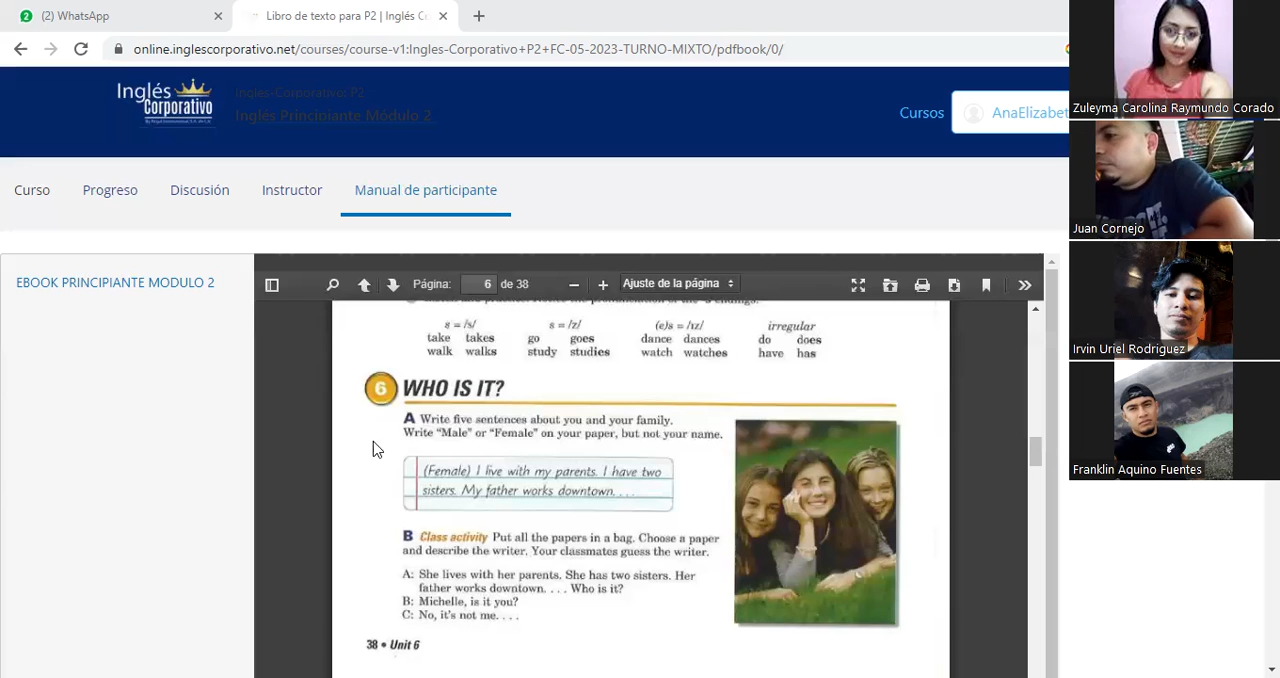 (2) WhatsApp
Libro de texto para P2 | Inglés Co
online.inglescorporativo.net/courses/course-v1:Ingles-Corporativo+P2+FC-05-2023-TURNO-MIXTO/pdfbook/0/
Inglés
Corporativo
Ingles-Corporativo: P2
Inglés Principiante Módulo 2
Cursos
AnaElizabet
Curso
Progreso
Discusión
Instructor
Manual de participante
EBOOK PRINCIPIANTE MODULO 2
Página: 6 de 38
Ajuste de la página
s = /s/ s = /z/ (e)s = /ɪz/ irregular
take takes go goes dance dances do does
walk walks study studies watch watches have has
6 WHO IS IT?
A Write five sentences about you and your family.
Write "Male" or "Female" on your paper, but not your name.
(Female) I live with my parents. I have two
sisters. My father works downtown. . . .
B Class activity Put all the papers in a bag. Choose a paper
and describe the writer. Your classmates guess the writer.
A: She lives with her parents. She has two sisters. Her
father works downtown. . . . Who is it?
B: Michelle, is it you?
C: No, it's not me. . . .
38 • Unit 6
Zuleyma Carolina Raymundo Corado
Juan Cornejo
Irvin Uriel Rodriguez
Franklin Aquino Fuentes